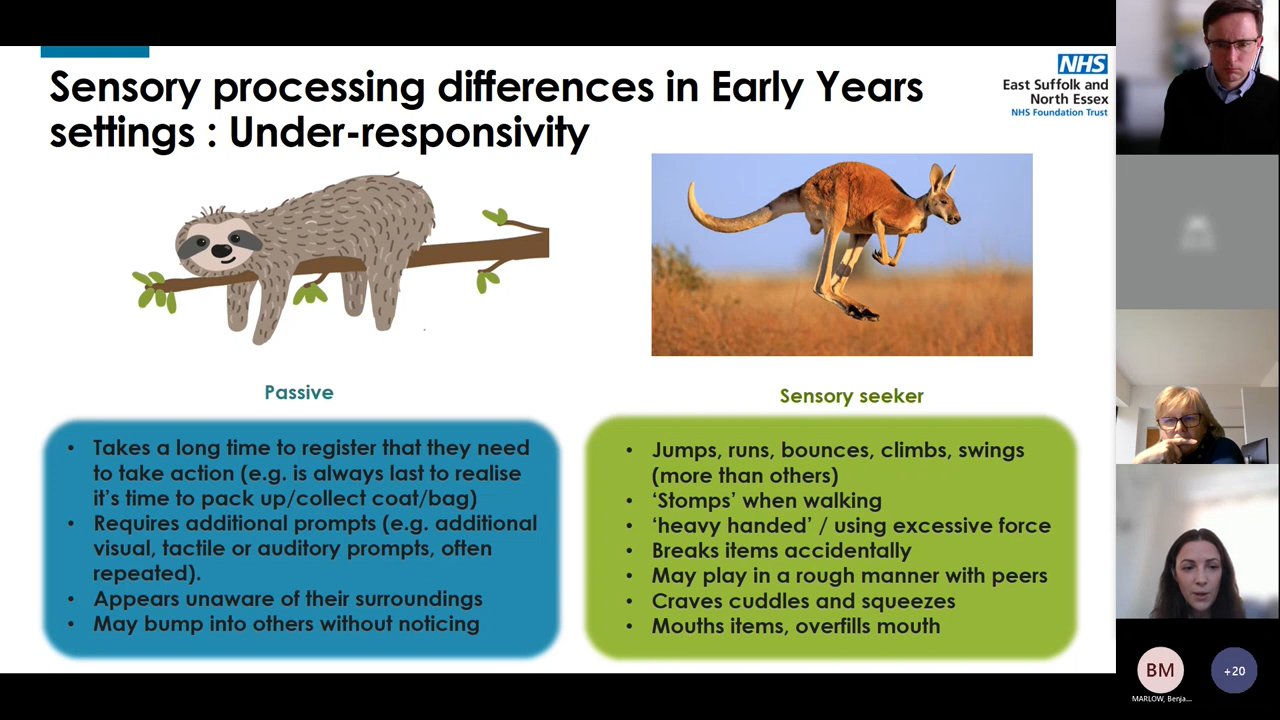 Sensory processing differences in Early Years
settings : Under-responsivity
NHS
East Suffolk and
North Essex
NHS Foundation Trust
Passive
• Takes a long time to register that they need
to take action (e.g. is always last to realise
it's time to pack up/collect coat/bag)
• Requires additional prompts (e.g. additional
visual, tactile or auditory prompts, often
repeated).
• Appears unaware of their surroundings
• May bump into others without noticing
Sensory seeker
• Jumps, runs, bounces, climbs, swings
(more than others)
• ‘Stomps’ when walking
• ‘heavy handed’ / using excessive force
• Breaks items accidentally
• May play in a rough manner with peers
• Craves cuddles and squeezes
• Mouths items, overfills mouth
BM
MARLOW, Benja...
+20